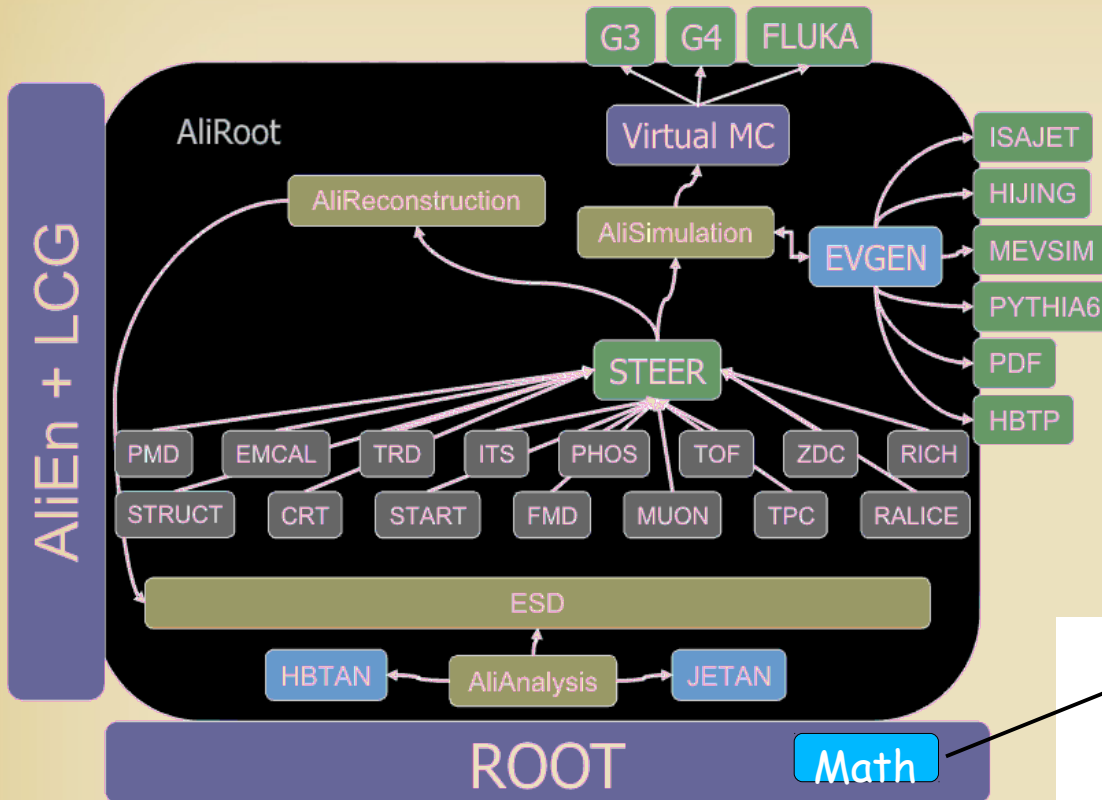 G3 G4 FLUKA
AliRoot
Virtual MC
ISAJET
AliReconstruction
HIJING
AliSimulation
EVGEN
MEVSIM
PYTHIA6
AliEn + LCG
STEER
PDF
HBTP
PMD EMCAL TRD ITS PHOS TOF ZDC RICH
STRUCT CRT START FMD MUON TPC RALICE
ESD
HBTAN AliAnalysis JETAN
ROOT
Math